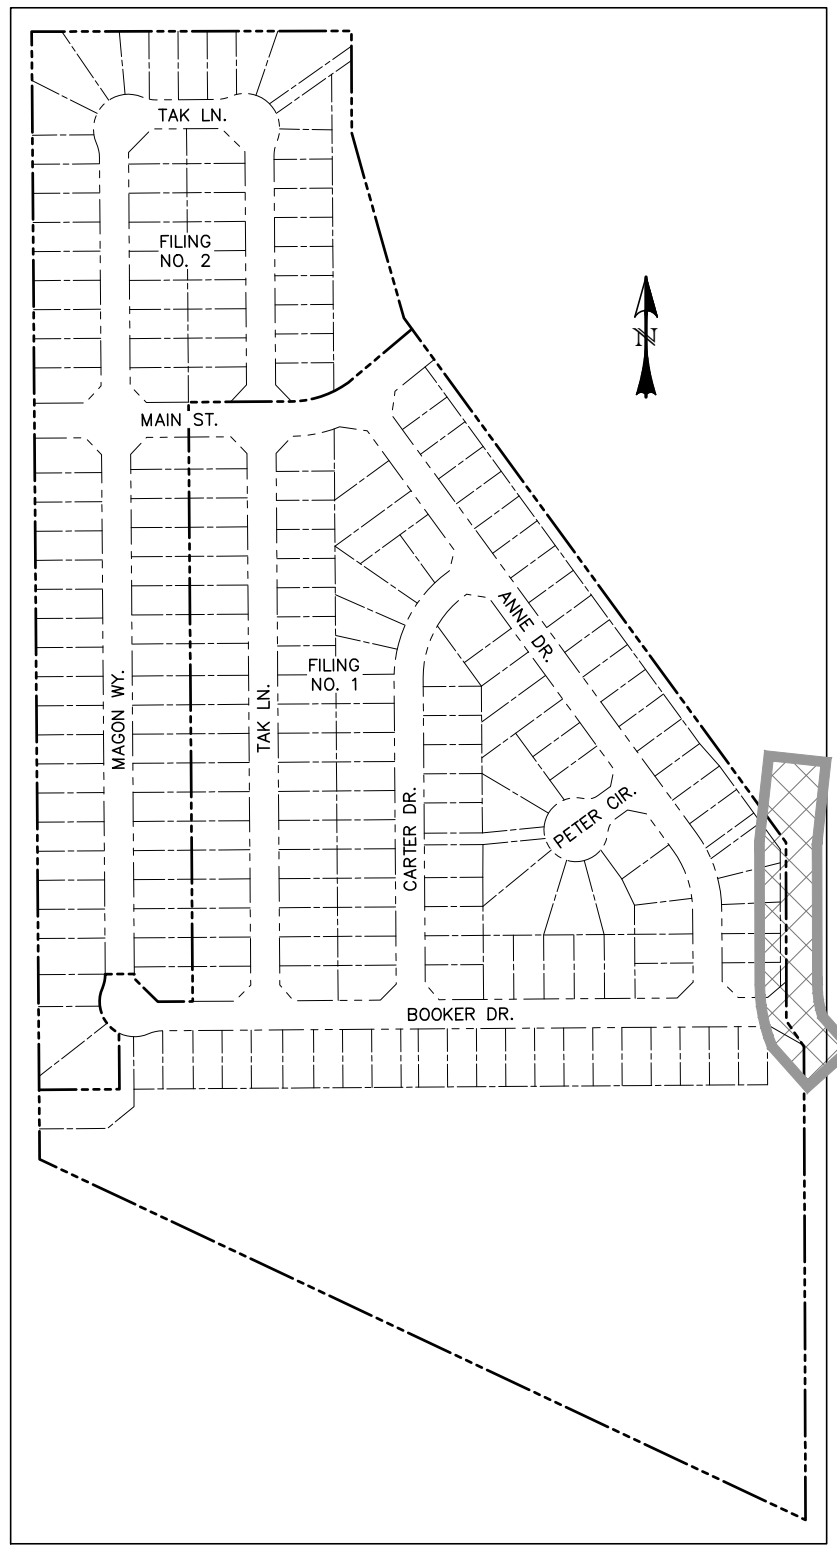 TAK LN.
FILING
NO. 2
N
MAIN ST.
ANNE DR.
FILING
NO. 1
MAGON WY.
TAK LN.
CARTER DR.
PETER CIR.
BOOKER DR.